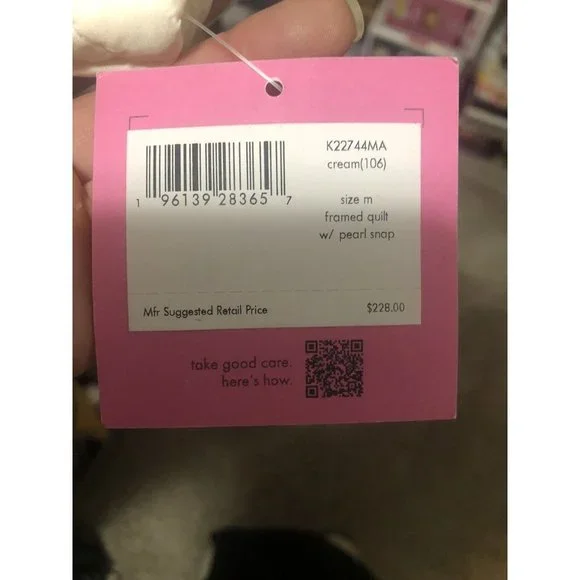 K22744MA
cream(106)
1 96139 28365 7
size m
framed quilt
w/ pearl snap
Mfr Suggested Retail Price $228.00
take good care.
here's how.